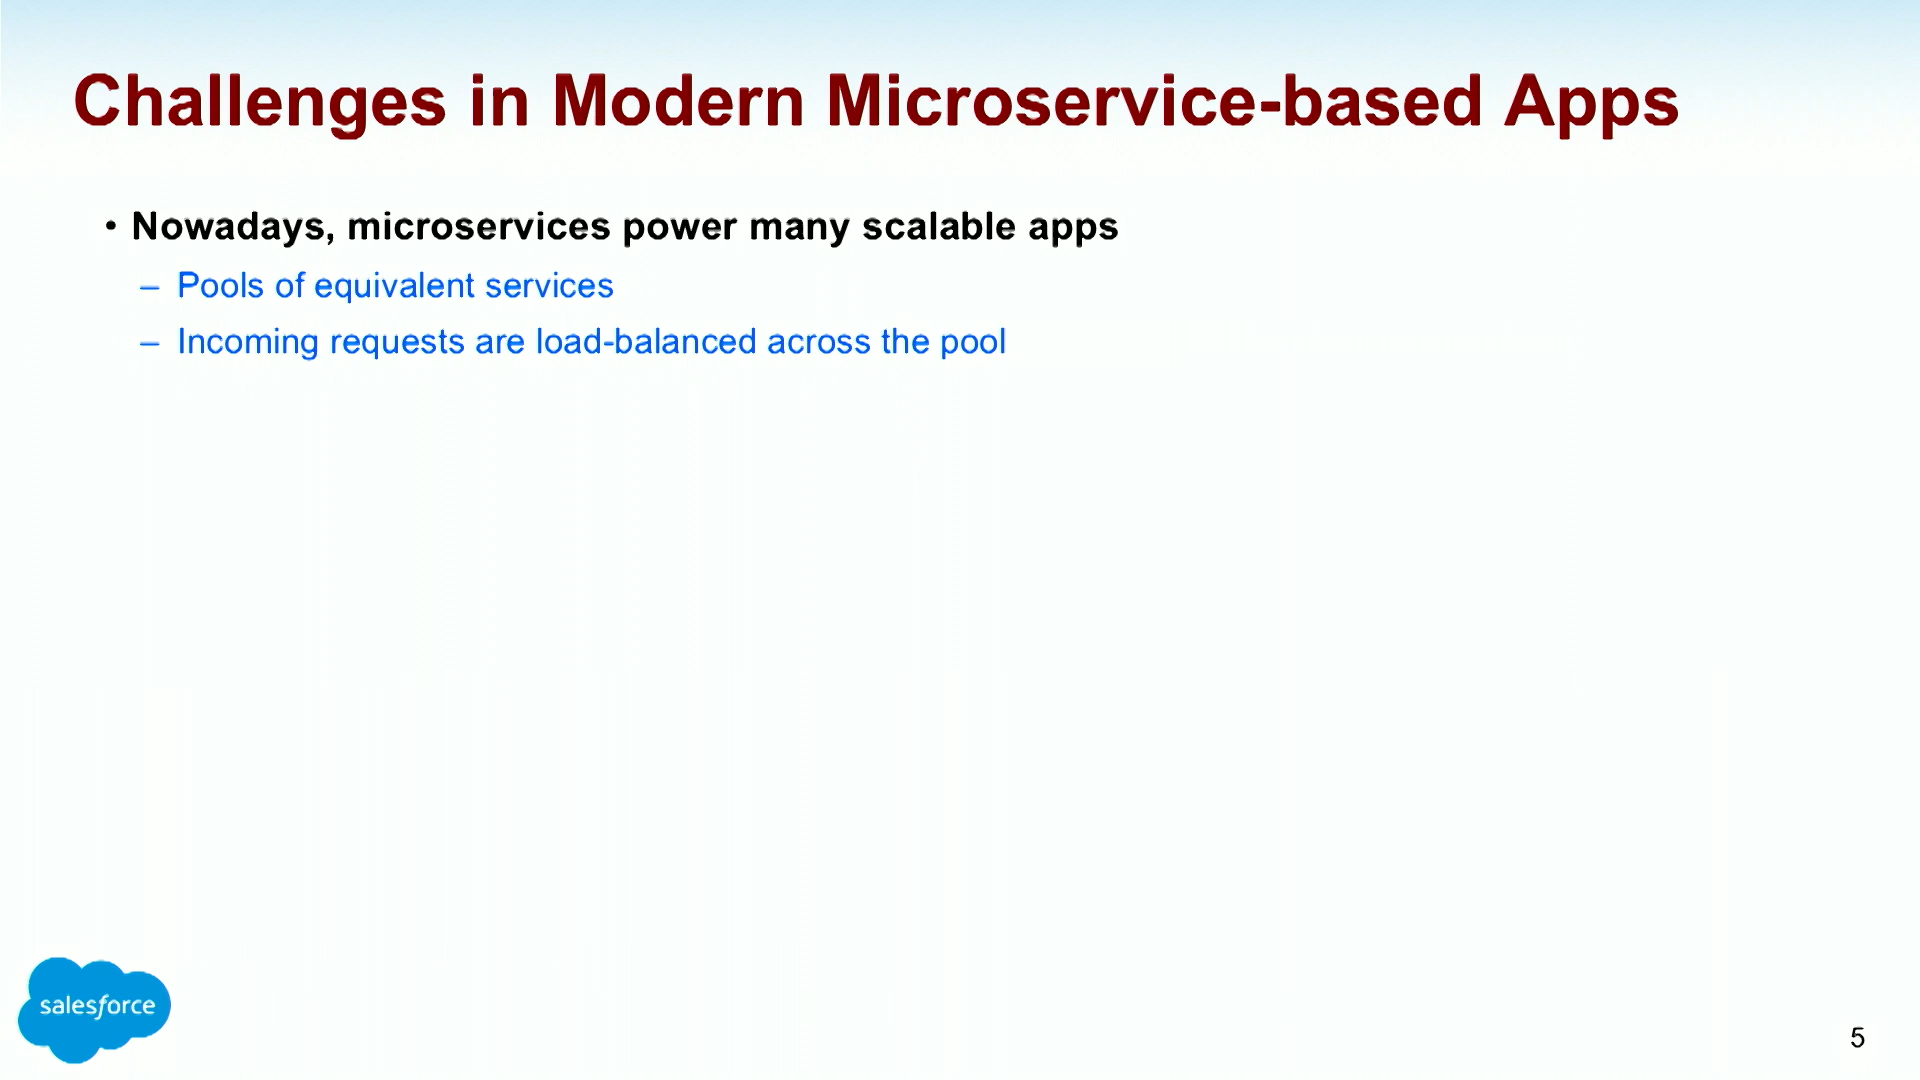 Challenges in Modern Microservice-based Apps
• Nowadays, microservices power many scalable apps
– Pools of equivalent services
– Incoming requests are load-balanced across the pool
salesforce
5